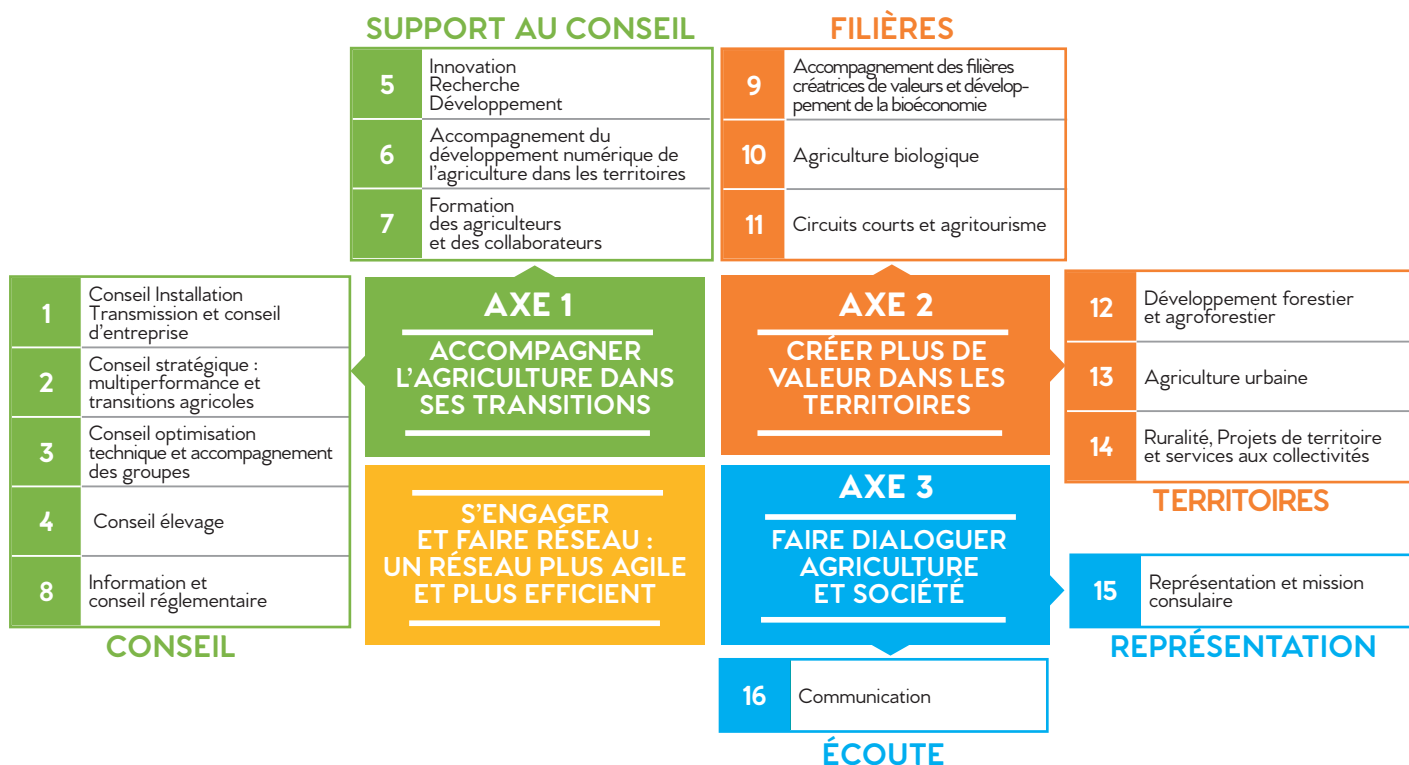 SUPPORT AU CONSEIL
5
Innovation
Recherche
Développement
6
Accompagnement du
développement numérique de
l'agriculture dans les territoires
7
Formation
des agriculteurs
et des collaborateurs
FILIÈRES
9
Accompagnement des filières
créatrices de valeurs et dévelop-
pement de la bioéconomie
10
Agriculture biologique
11
Circuits courts et agritourisme
1
Conseil Installation
Transmission et conseil
d'entreprise
2
Conseil stratégique :
multiperformance et
transitions agricoles
3
Conseil optimisation
technique et accompagnement
des groupes
4
Conseil élevage
8
Information et
conseil réglementaire
CONSEIL
AXE 1
ACCOMPAGNER
L'AGRICULTURE DANS
SES TRANSITIONS
AXE 2
CRÉER PLUS DE
VALEUR DANS LES
TERRITOIRES
12
Développement forestier
et agroforestier
13
Agriculture urbaine
14
Ruralité, Projets de territoire
et services aux collectivités
TERRITOIRES
S'ENGAGER
ET FAIRE RÉSEAU :
UN RÉSEAU PLUS AGILE
ET PLUS EFFICIENT
AXE 3
FAIRE DIALOGUER
AGRICULTURE
ET SOCIÉTÉ
15
Représentation et mission
consulaire
REPRÉSENTATION
16
Communication
ÉCOUTE